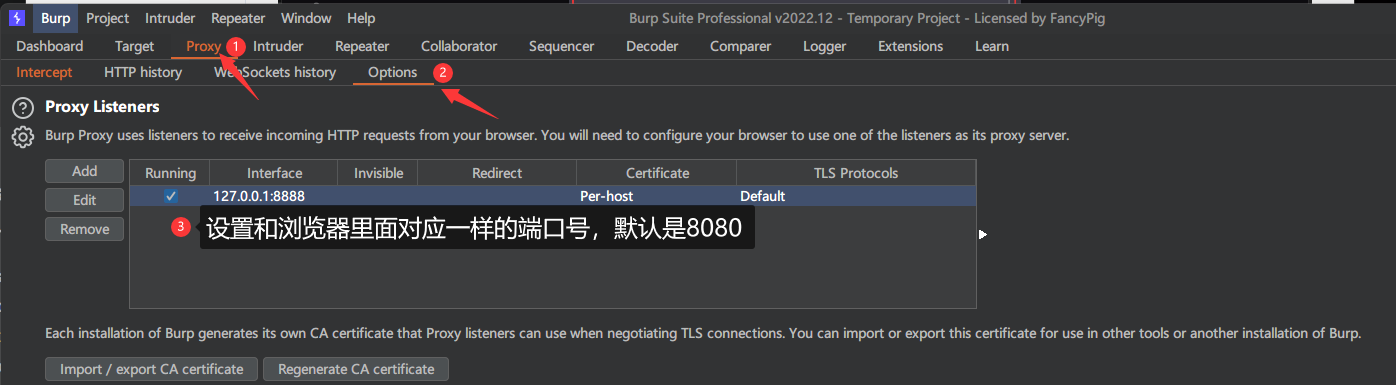 Burp Project Intruder Repeater Window Help Burp Suite Professional v2022.12 - Temporary Project - Licensed by FancyPig
Dashboard Target Proxy 1 Intruder Repeater Collaborator Sequencer Decoder Comparer Logger Extensions Learn
Intercept HTTP history WebSockets history Options 2
? Proxy Listeners
Burp Proxy uses listeners to receive incoming HTTP requests from your browser. You will need to configure your browser to use one of the listeners as its proxy server.
Add Running Interface Invisible Redirect Certificate TLS Protocols
Edit 127.0.0.1:8888 Per-host Default
Remove 3 设置和浏览器里面对应一样的端口号，默认是8080
Each installation of Burp generates its own CA certificate that Proxy listeners can use when negotiating TLS connections. You can import or export this certificate for use in other tools or another installation of Burp.
Import / export CA certificate Regenerate CA certificate